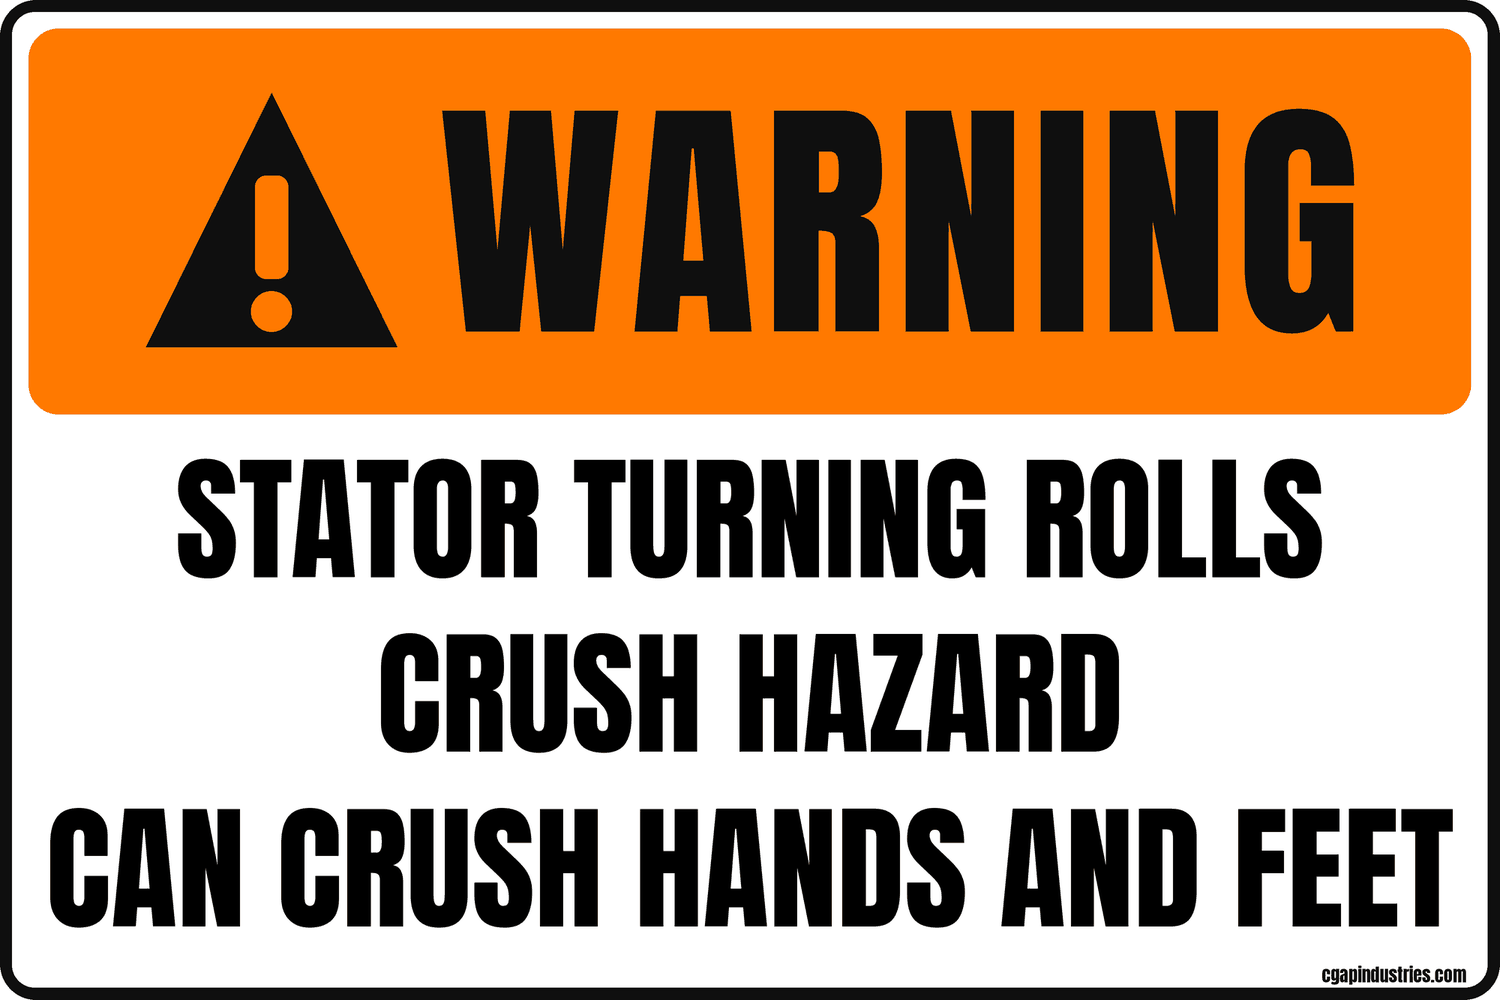 WARNING
STATOR TURNING ROLLS
CRUSH HAZARD
CAN CRUSH HANDS AND FEET
cgapindustries.com